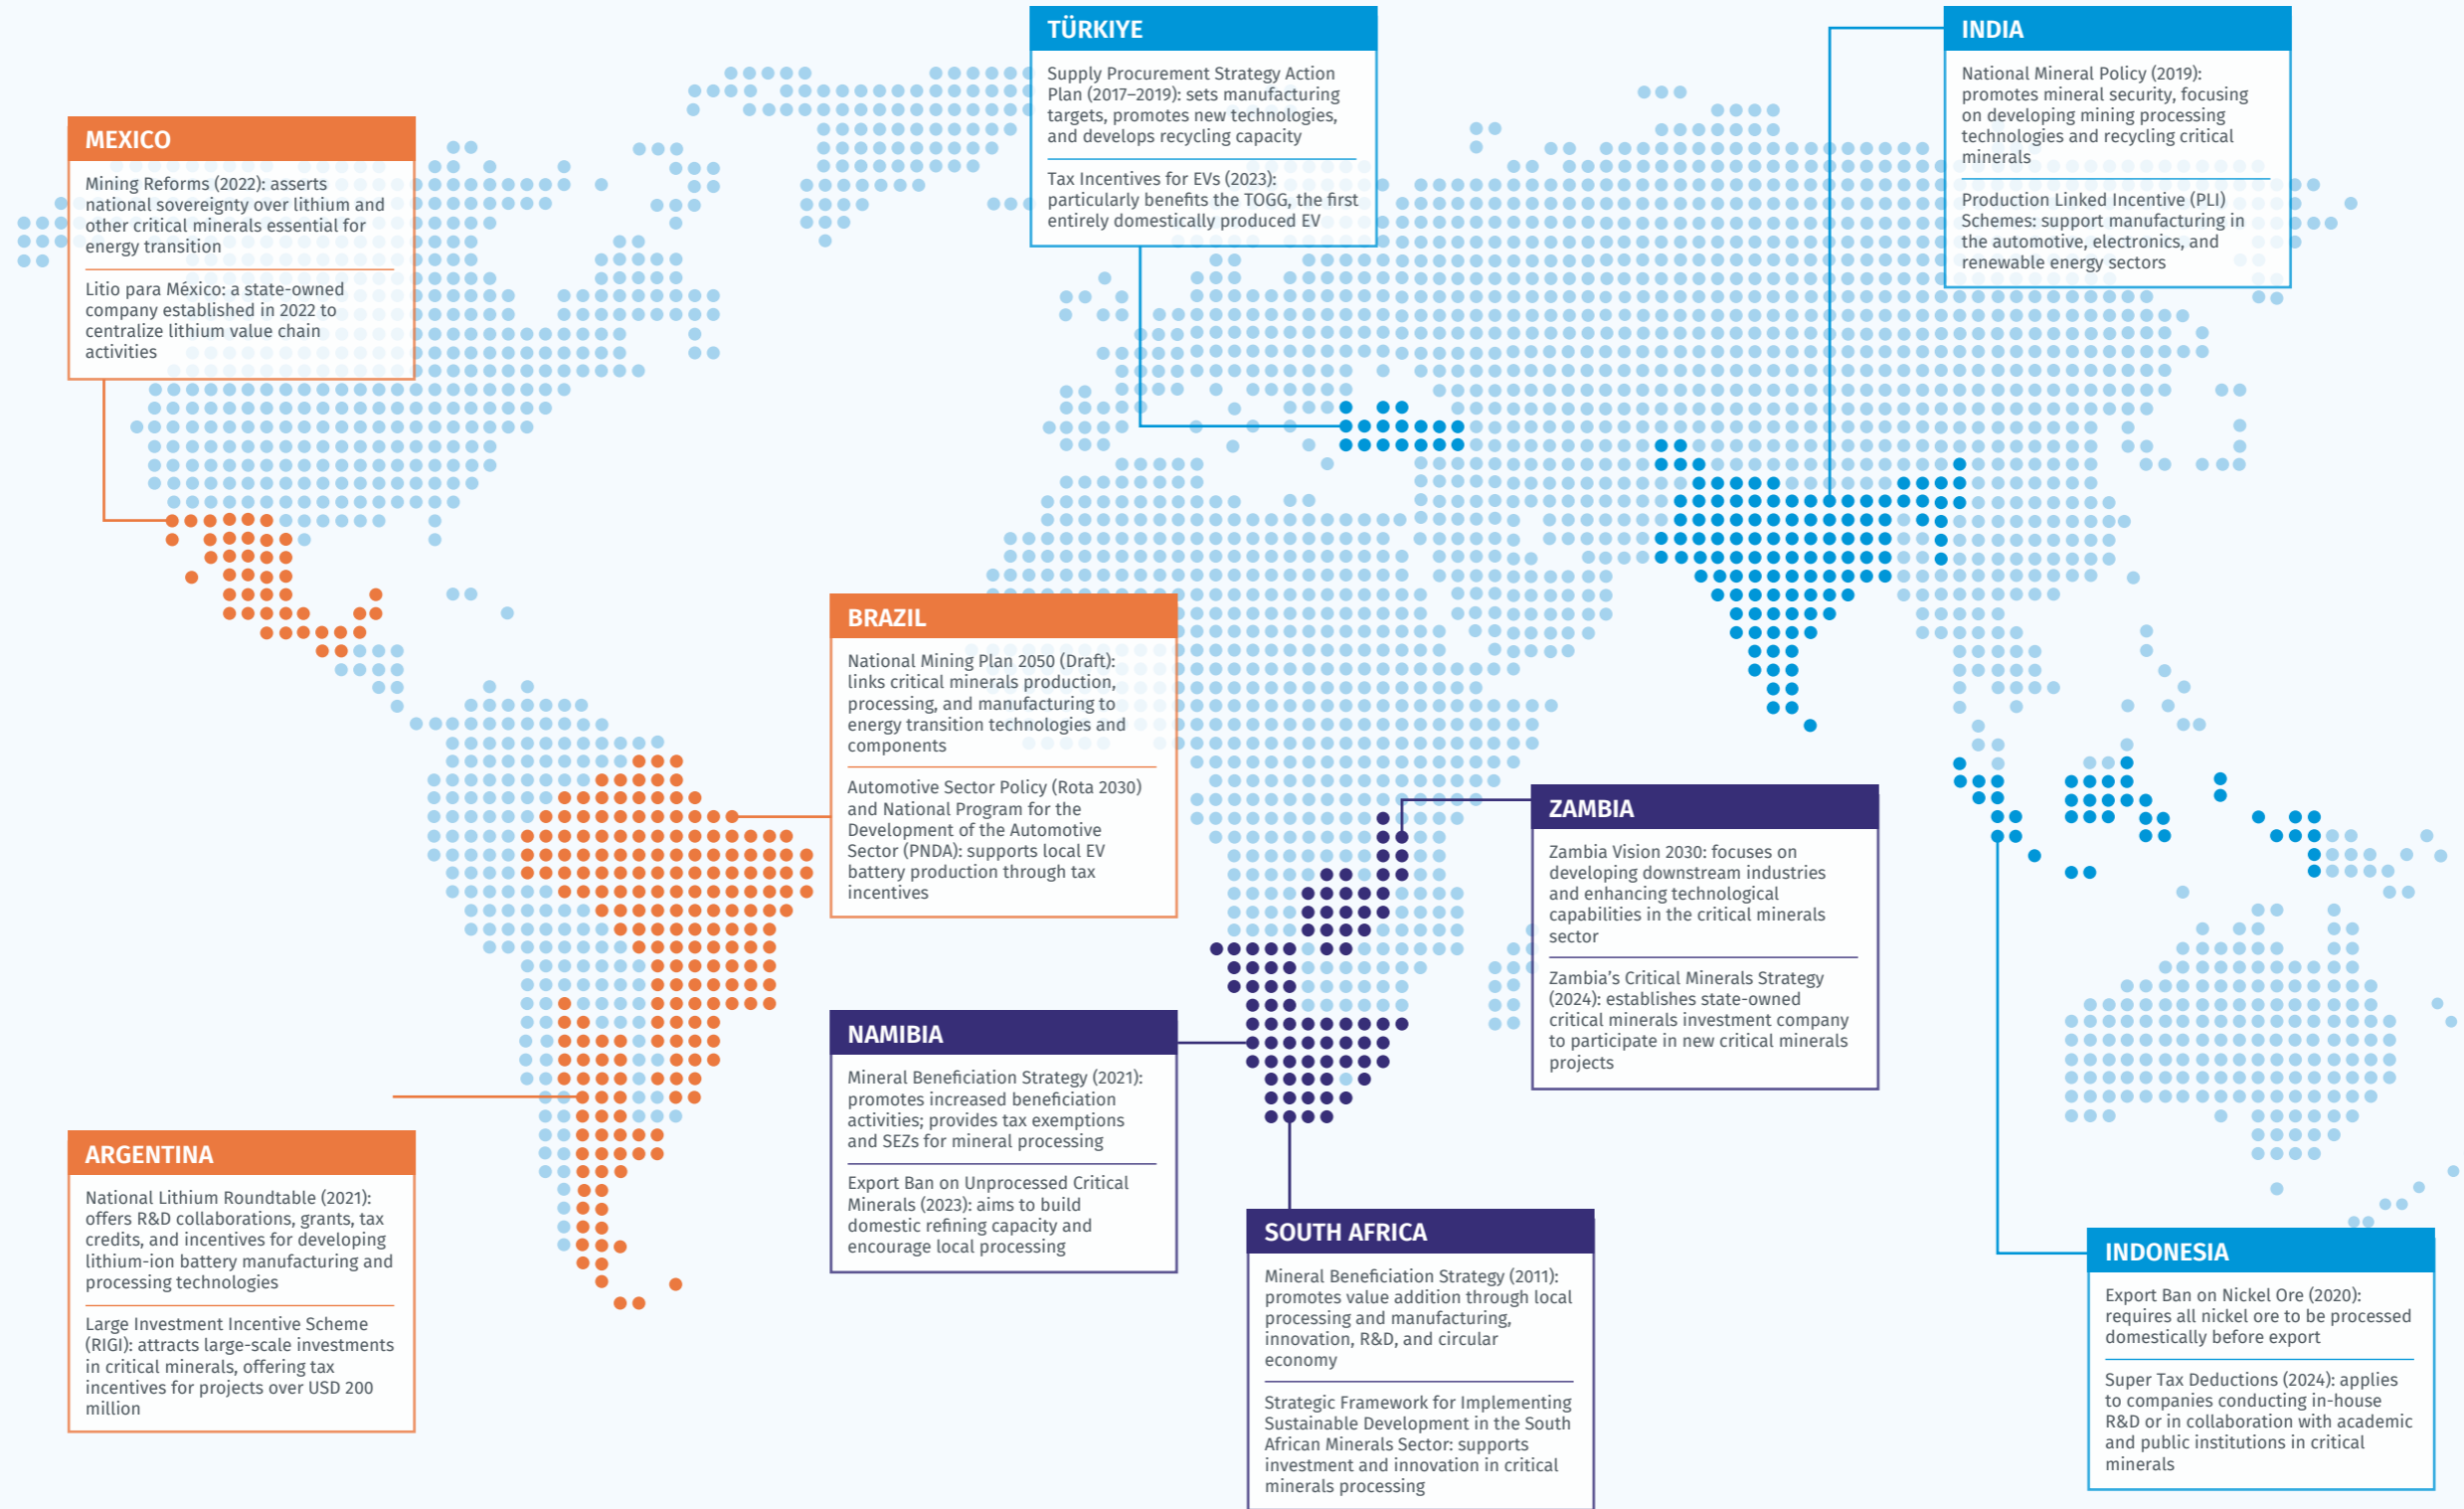 MEXICO
Mining Reforms (2022): asserts
national sovereignty over lithium and
other critical minerals essential for
energy transition
Litio para México: a state-owned
company established in 2022 to
centralize lithium value chain
activities
TÜRKIYE
Supply Procurement Strategy Action
Plan (2017–2019): sets manufacturing
targets, promotes new technologies,
and develops recycling capacity
Tax Incentives for EVs (2023):
particularly benefits the TOGG, the first
entirely domestically produced EV
INDIA
National Mineral Policy (2019):
promotes mineral security, focusing
on developing mining processing
technologies and recycling critical
minerals
Production Linked Incentive (PLI)
Schemes: support manufacturing in
the automotive, electronics, and
renewable energy sectors
BRAZIL
National Mining Plan 2050 (Draft):
links critical minerals production,
processing, and manufacturing to
energy transition technologies and
components
Automotive Sector Policy (Rota 2030)
and National Program for the
Development of the Automotive
Sector (PNDA): supports local EV
battery production through tax
incentives
ZAMBIA
Zambia Vision 2030: focuses on
developing downstream industries
and enhancing technological
capabilities in the critical minerals
sector
Zambia's Critical Minerals Strategy
(2024): establishes state-owned
critical minerals investment company
to participate in new critical minerals
projects
NAMIBIA
Mineral Beneficiation Strategy (2021):
promotes increased beneficiation
activities; provides tax exemptions
and SEZs for mineral processing
Export Ban on Unprocessed Critical
Minerals (2023): aims to build
domestic refining capacity and
encourage local processing
ARGENTINA
National Lithium Roundtable (2021):
offers R&D collaborations, grants, tax
credits, and incentives for developing
lithium-ion battery manufacturing and
processing technologies
Large Investment Incentive Scheme
(RIGI): attracts large-scale investments
in critical minerals, offering tax
incentives for projects over USD 200
million
SOUTH AFRICA
Mineral Beneficiation Strategy (2011):
promotes value addition through local
processing and manufacturing,
innovation, R&D, and circular
economy
Strategic Framework for Implementing
Sustainable Development in the South
African Minerals Sector: supports
investment and innovation in critical
minerals processing
INDONESIA
Export Ban on Nickel Ore (2020):
requires all nickel ore to be processed
domestically before export
Super Tax Deductions (2024): applies
to companies conducting in-house
R&D or in collaboration with academic
and public institutions in critical
minerals